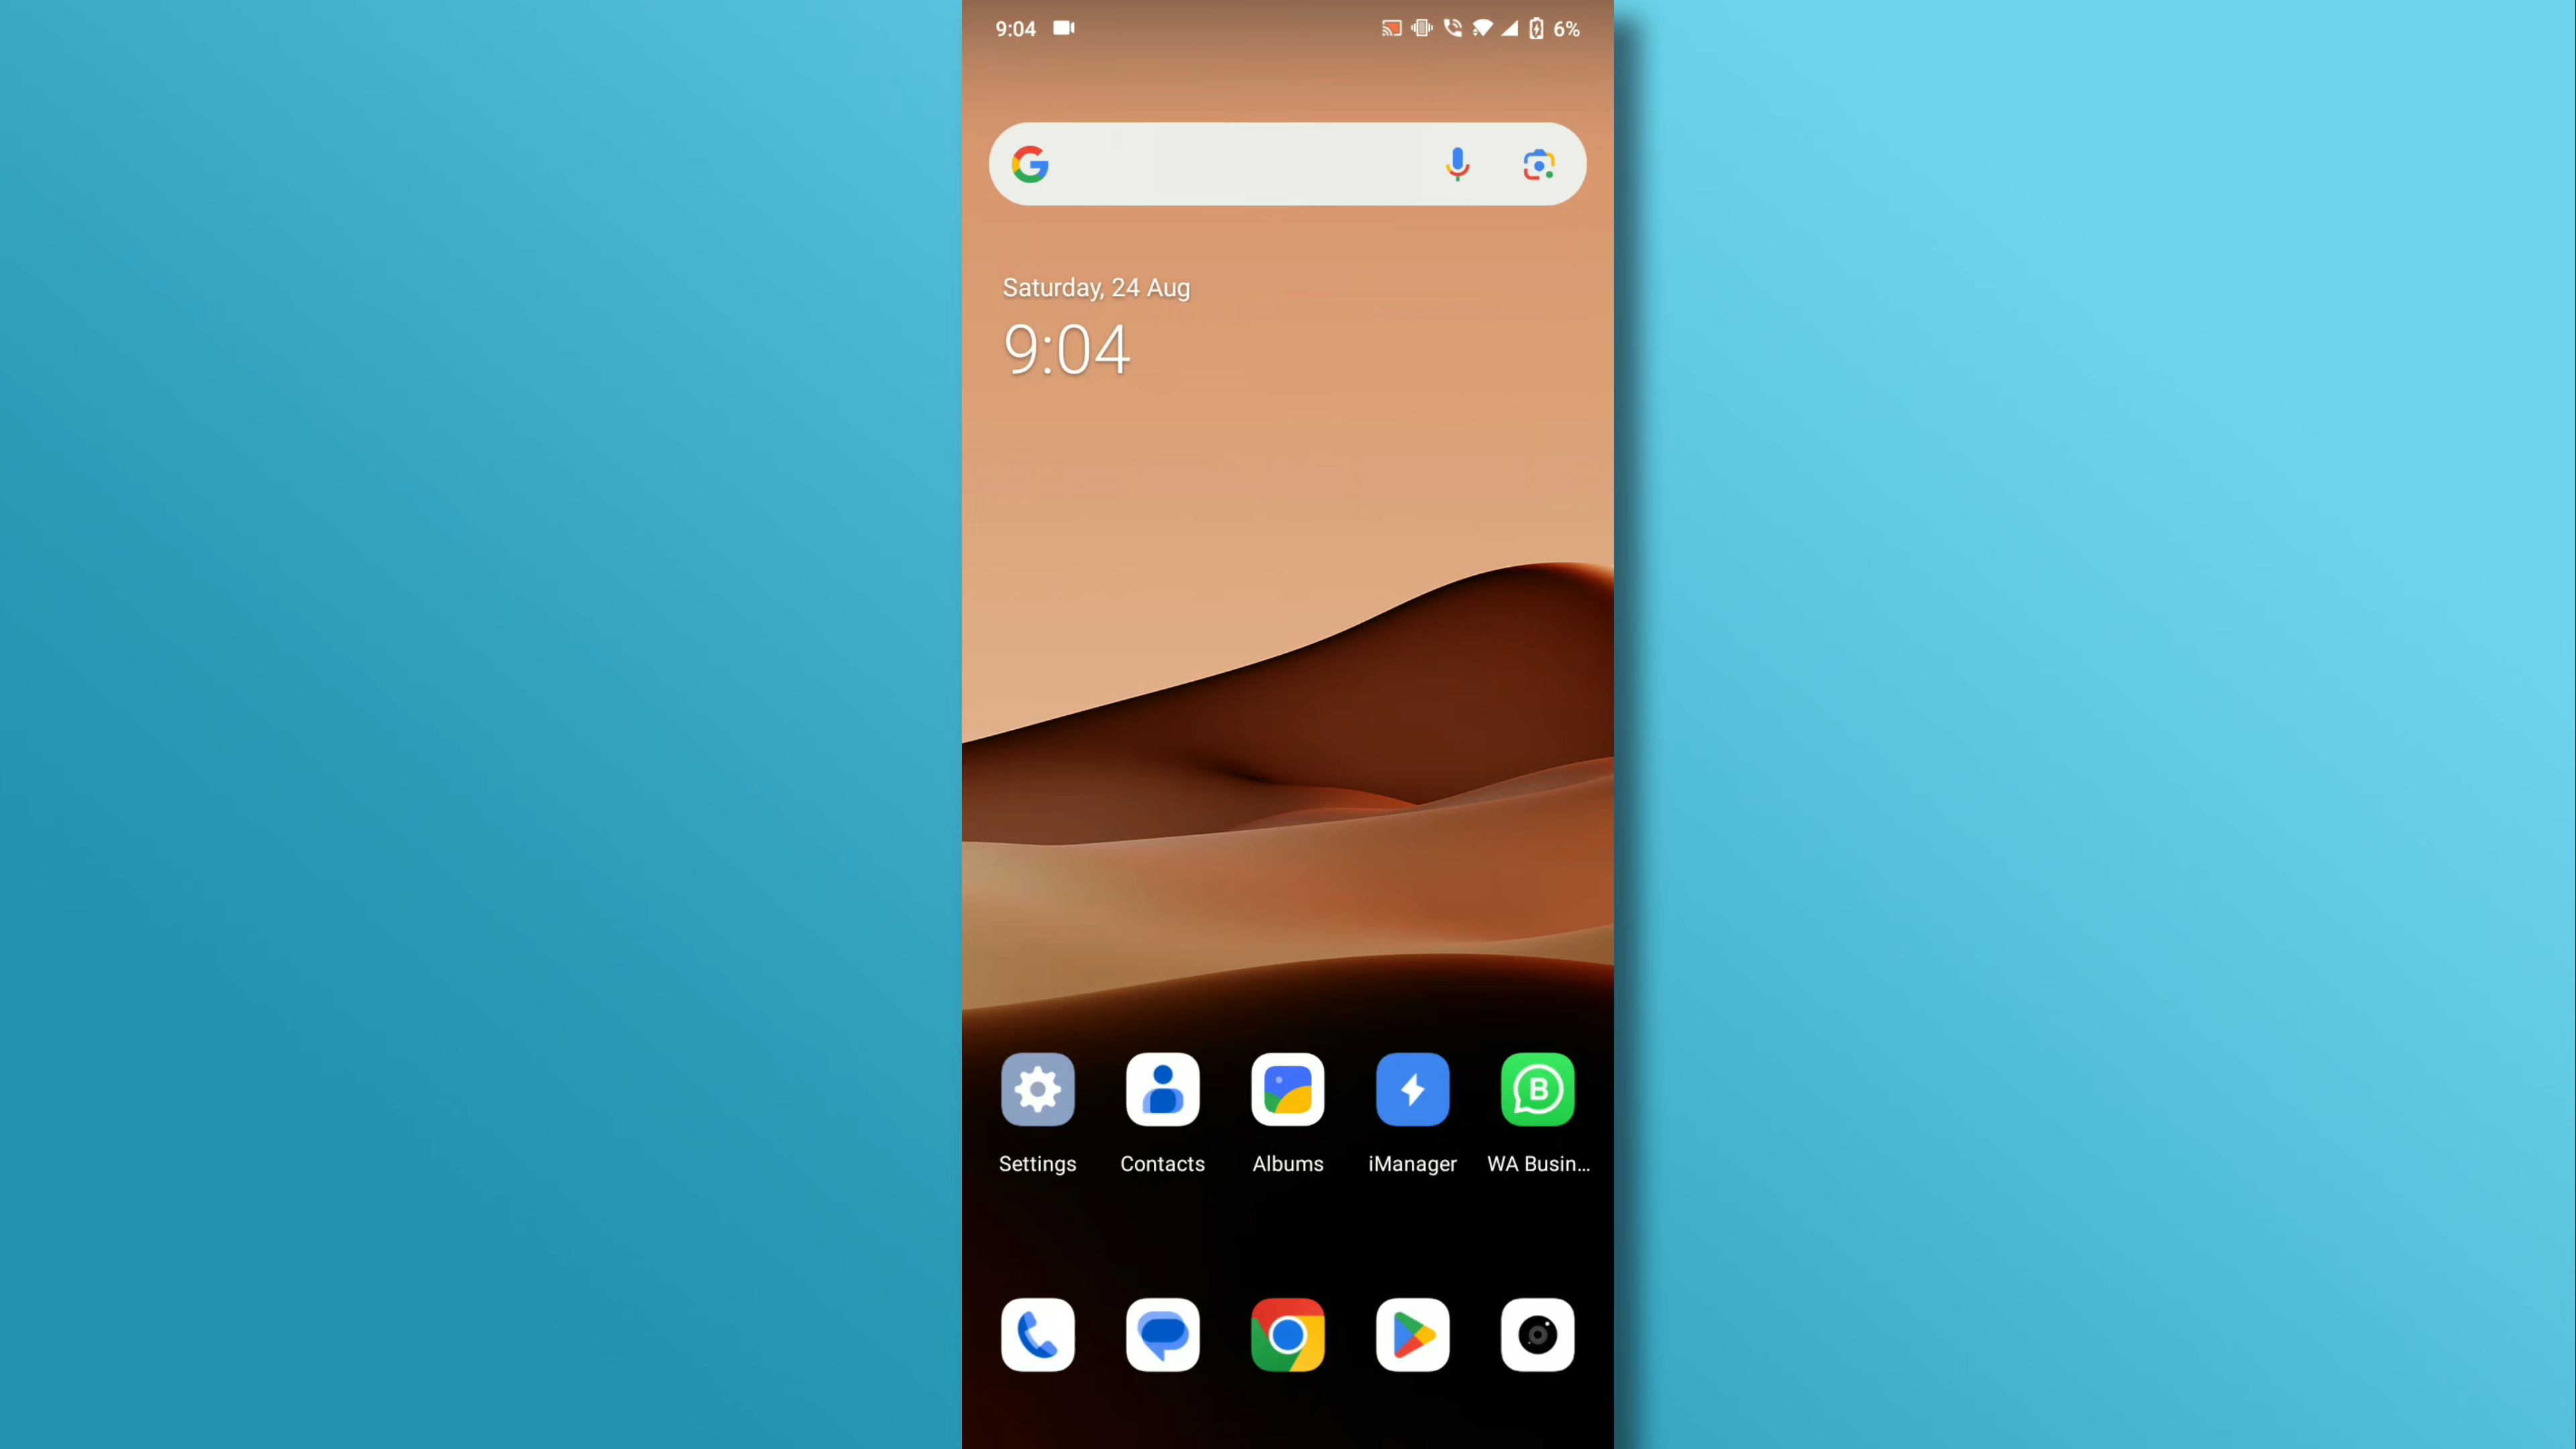 9:04 6%
Saturday, 24 Aug
9:04
Settings Contacts Albums iManager WA Busin...